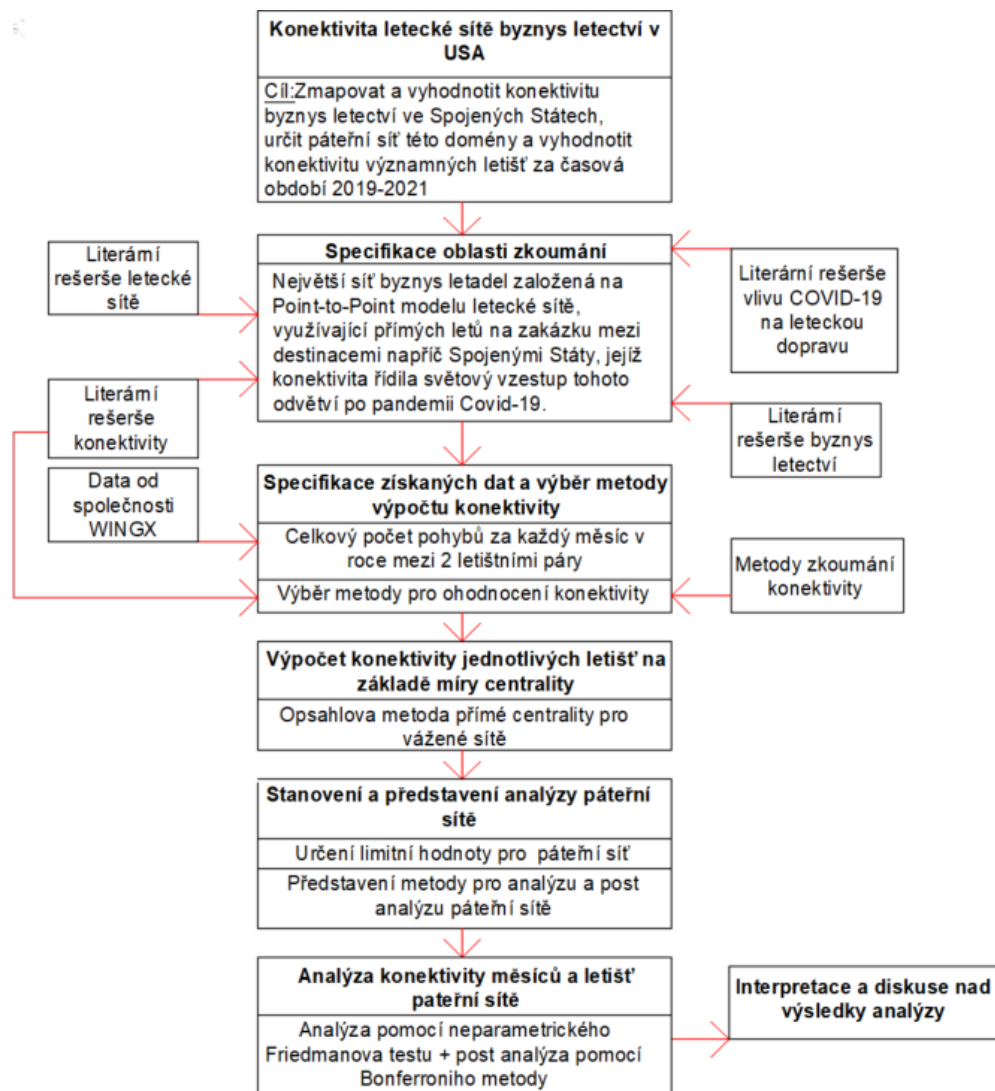 Konektivita letecké sítě byznys letectví v
USA
Cíl:Zmapovat a vyhodnotit konektivitu
byznys letectví ve Spojených Státech,
určit páteřní síť této domény a vyhodnotit
konektivitu významných letišť za časová
období 2019-2021
Literární
rešerše letecké
sítě
Specifikace oblasti zkoumání
Největší síť byznys letadel založená na
Point-to-Point modelu letecké sítě,
využívající přímých letů na zakázku mezi
destinacemi napříč Spojenými Státy, jejíž
konektivita řídila světový vzestup tohoto
odvětví po pandemii Covid-19.
Literární rešerše
vlivu COVID-19
na leteckou
dopravu
Literární
rešerše
konektivity
Literární
rešerše byznys
letectví
Data od
společnosti
WINGX
Specifikace získaných dat a výběr metody
výpočtu konektivity
Celkový počet pohybů za každý měsíc v
roce mezi 2 letištními páry
Výběr metody pro ohodnocení konektivity
Metody zkoumání
konektivity
Výpočet konektivity jednotlivých letišť na
základě míry centrality
Opsahlova metoda přímé centrality pro
vážené sítě
Stanovení a představení analýzy páteřní
sítě
Určení limitní hodnoty pro páteřní síť
Představení metody pro analýzu a post
analýzu páteřní sítě
Analýza konektivity měsíců a letišť
pateřní sítě
Analýza pomocí neparametrického
Friedmanova testu + post analýza pomocí
Bonferroniho metody
Interpretace a diskuse nad
výsledky analýzy